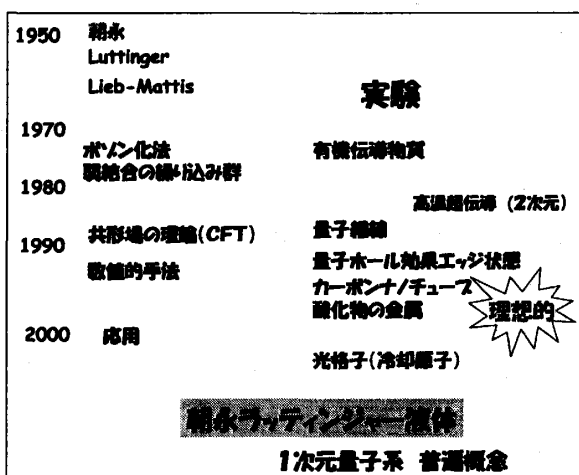 1950 朝永
Luttinger
Lieb-Mattis
実験
1970
ボゾン化法 有機伝導物質
弱結合の繰り込み群
1980
高温超伝導 (2次元)
共形場の理論(CFT) 量子細線
1990
量子ホール効果エッジ状態
数値的手法
カーボンナノチューブ
酸化物の金属 理想的
2000 応用
光格子(冷却原子)
朝永ラッティンジャー液体
1次元量子系 普遍概念